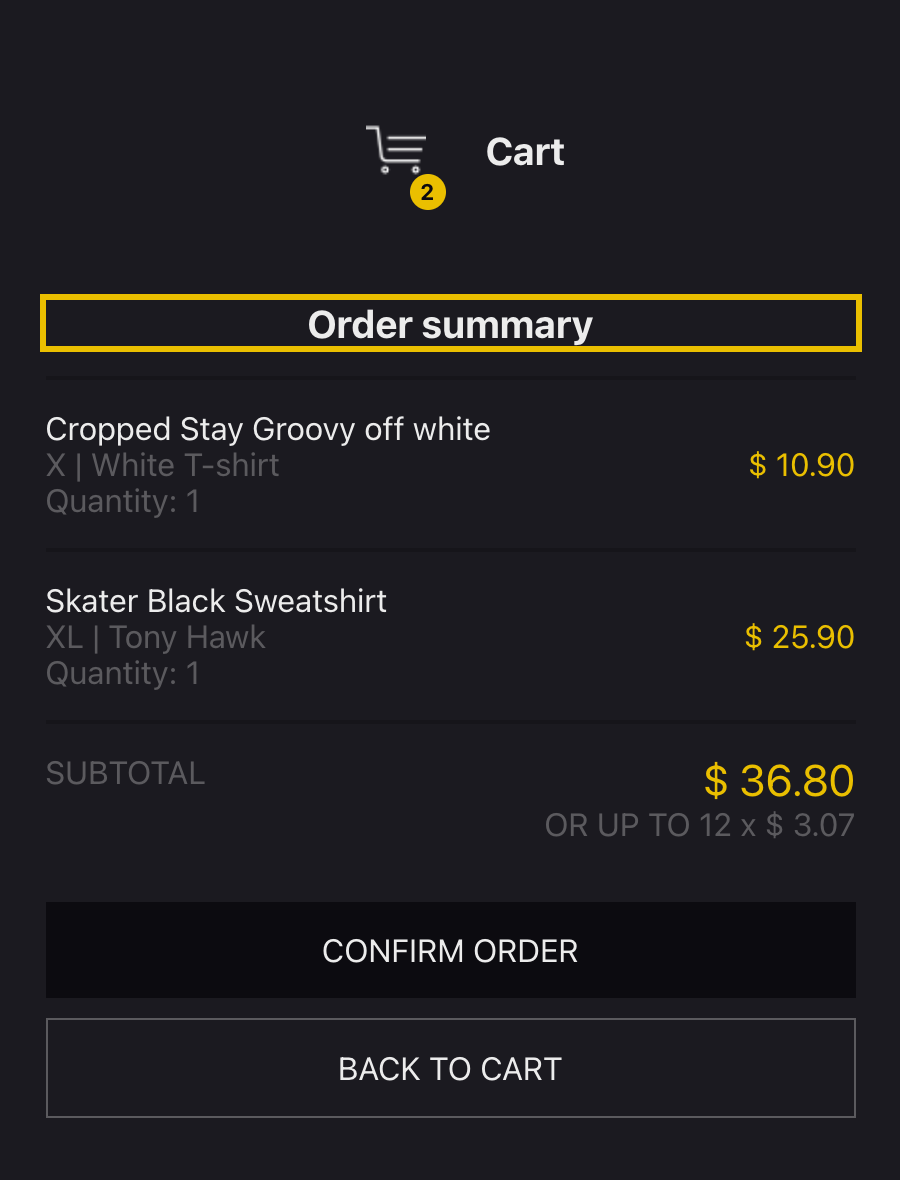 Cart
2
Order summary
Cropped Stay Groovy off white
X | White T-shirt
$ 10.90
Quantity: 1
Skater Black Sweatshirt
XL | Tony Hawk
$ 25.90
Quantity: 1
SUBTOTAL
$ 36.80
OR UP TO 12 x $ 3.07
CONFIRM ORDER
BACK TO CART